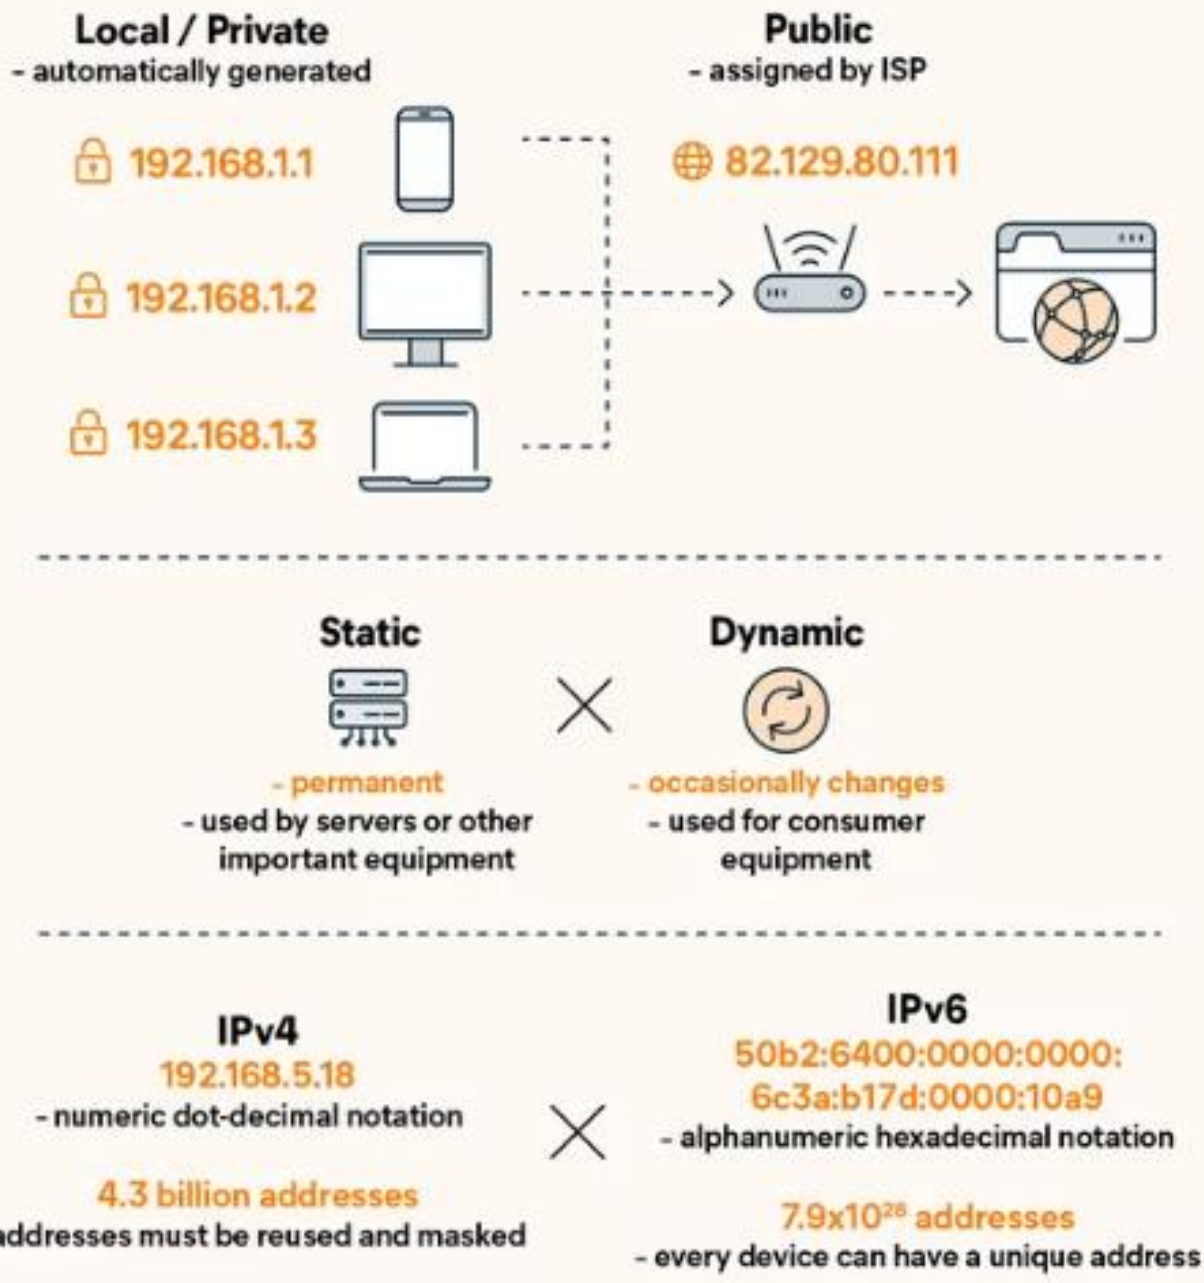 Local / Private
- automatically generated
Public
- assigned by ISP
192.168.1.1
82.129.80.111
192.168.1.2
192.168.1.3
Static
Dynamic
- permanent
- used by servers or other
important equipment
- occasionally changes
- used for consumer
equipment
IPv4
192.168.5.18
- numeric dot-decimal notation
4.3 billion addresses
addresses must be reused and masked
IPv6
50b2:6400:0000:0000:
6c3a:b17d:0000:10a9
- alphanumeric hexadecimal notation
7.9x10²⁸ addresses
- every device can have a unique address